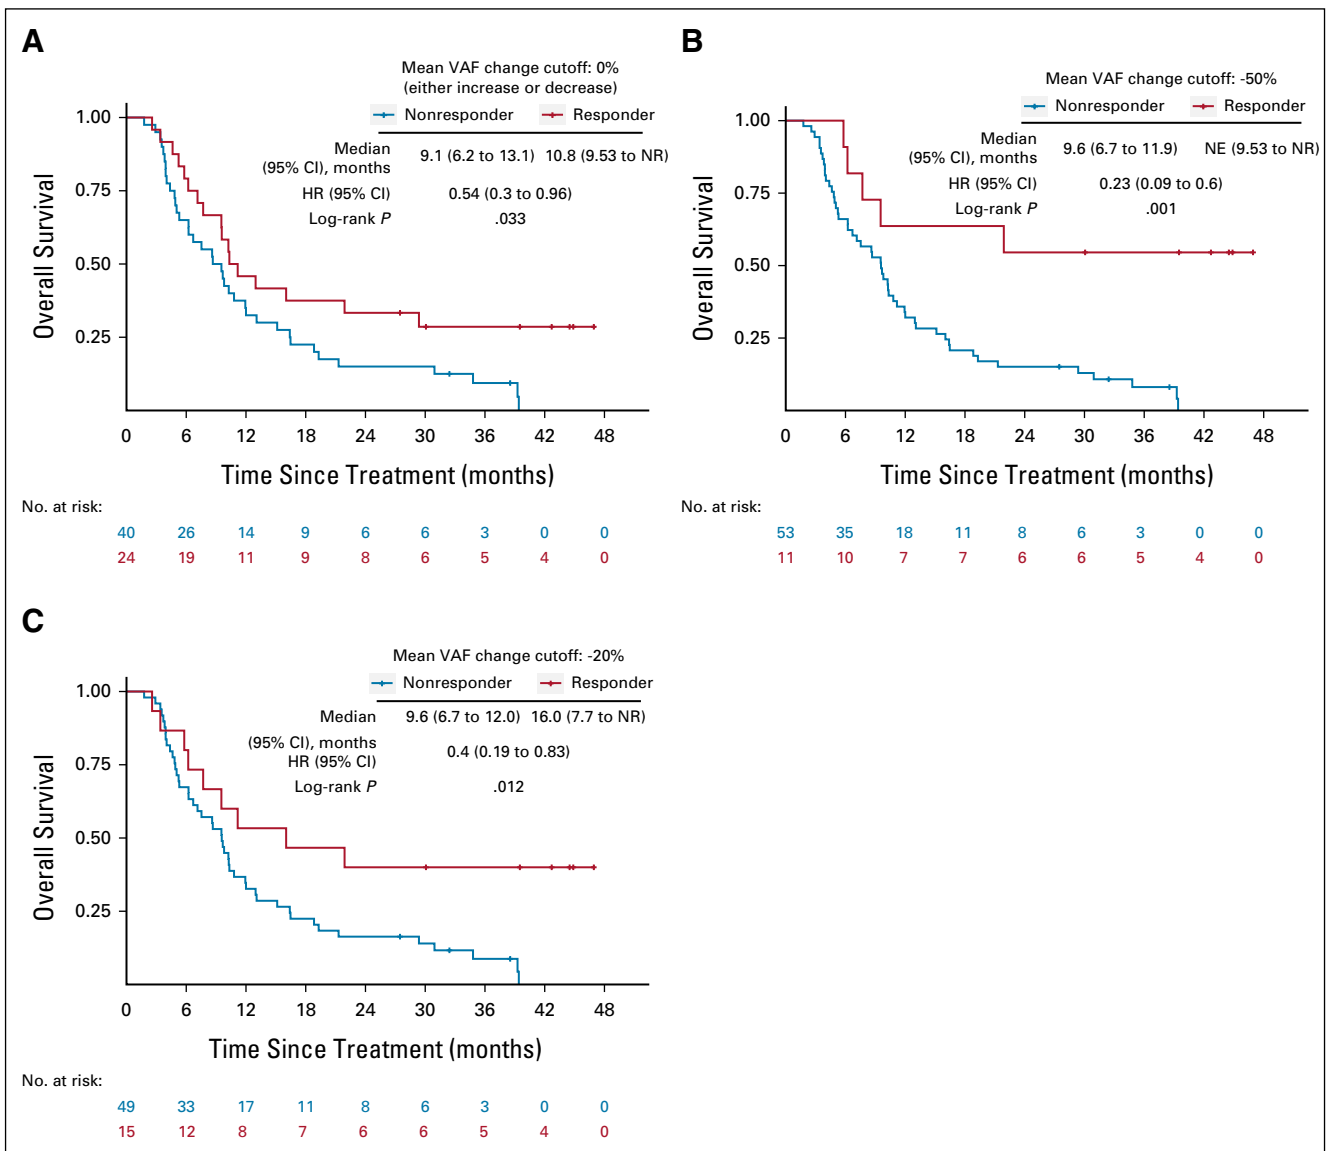 A
Mean VAF change cutoff: 0%
(either increase or decrease)
Nonresponder Responder
Median
(95% CI), months 9.1 (6.2 to 13.1) 10.8 (9.53 to NR)
HR (95% CI) 0.54 (0.3 to 0.96)
Log-rank P .033
Overall Survival
1.00
0.75
0.50
0.25
0 6 12 18 24 30 36 42 48
Time Since Treatment (months)
No. at risk:
40 26 14 9 6 6 3 0 0
24 19 11 9 8 6 5 4 0
B
Mean VAF change cutoff: -50%
Nonresponder Responder
Median
(95% CI), months 9.6 (6.7 to 11.9) NE (9.53 to NR)
HR (95% CI) 0.23 (0.09 to 0.6)
Log-rank P .001
Overall Survival
1.00
0.75
0.50
0.25
0 6 12 18 24 30 36 42 48
Time Since Treatment (months)
No. at risk:
53 35 18 11 8 6 3 0 0
11 10 7 7 6 6 5 4 0
C
Mean VAF change cutoff: -20%
Nonresponder Responder
Median 9.6 (6.7 to 12.0) 16.0 (7.7 to NR)
(95% CI), months
HR (95% CI) 0.4 (0.19 to 0.83)
Log-rank P .012
Overall Survival
1.00
0.75
0.50
0.25
0 6 12 18 24 30 36 42 48
Time Since Treatment (months)
No. at risk:
49 33 17 11 8 6 3 0 0
15 12 8 7 6 6 5 4 0